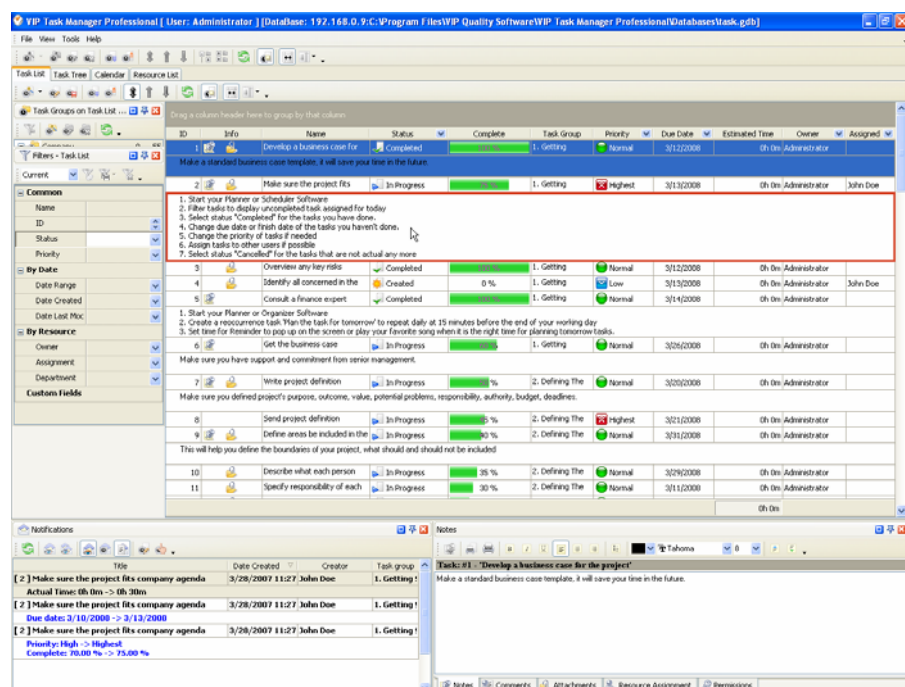 VIP Task Manager Professional [ User: Administrator ] [DataBase: 192.168.0.9:C:\Program Files\VIP Quality Software\VIP Task Manager Professional\Databases\task.gdb]
File View Tools Help
Task List Task Tree Calendar Resource List
Task Groups on Task List ...
Drag a column header here to group by that column
ID Info Name Status Complete Task Group Priority Due Date Estimated Time Owner Assigned
1 Develop a business case for Completed 100 % 1. Getting Normal 3/12/2008 0h 0m Administrator
Make a standard business case template, it will save your time in the future.
2 Make sure the project fits In Progress 75 % 1. Getting Highest 3/13/2008 0h 0m Administrator John Doe
1. Start your Planner or Scheduler Software
2. Filter tasks to display uncompleted task assigned for today
3. Select status "Completed" for the tasks you have done.
4. Change due date or finish date of the tasks you haven't done.
5. Change the priority of tasks if needed
6. Assign tasks to other users if possible
7. Select status "Cancelled" for the tasks that are not actual any more
3 Overview any key risks Completed 100 % 1. Getting Normal 3/12/2008 0h 0m Administrator
4 Identify all concerned in the Created 0 % 1. Getting Low 3/13/2008 0h 0m Administrator John Doe
5 Consult a finance expert Completed 100 % 1. Getting Normal 3/14/2008 0h 0m Administrator
1. Start your Planner or Organizer Software
2. Create a reoccurrence task 'Plan the task for tomorrow' to repeat daily at 15 minutes before the end of your working day
3. Set time for Reminder to pop up on the screen or play your favorite song when it is the right time for planning tomorrow tasks.
6 Get the business case In Progress 1. Getting Normal 3/26/2008 0h 0m Administrator
Make sure you have support and commitment from senior management.
7 Write project definition In Progress 2. Defining The Normal 3/20/2008 0h 0m Administrator
Make sure you defined project's purpose, outcome, value, potential problems, responsibility, authority, budget, deadlines.
8 Send project definition In Progress 2. Defining The Highest 3/21/2008 0h 0m Administrator
9 Define areas be included in the In Progress 40 % 2. Defining The Normal 3/31/2008 0h 0m Administrator
This will help you define the boundaries of your project, what should and should not be included
10 Describe what each person In Progress 35 % 2. Defining The Normal 3/29/2008 0h 0m Administrator
11 Specify responsibility of each In Progress 30 % 2. Defining The Normal 3/11/2008 0h 0m Administrator
0h 0m
Filters - Task List
Current
Common
Name
ID
Status
Priority
By Date
Date Range
Date Created
Date Last Moc
By Resource
Owner
Assignment
Department
Custom Fields
Notifications
Title Date Created Creator Task group
[ 2 ] Make sure the project fits company agenda 3/28/2007 11:27 John Doe 1. Getting
Actual Time: 0h 0m -> 0h 30m
[ 2 ] Make sure the project fits company agenda 3/28/2007 11:27 John Doe 1. Getting
Due date: 3/10/2008 -> 3/13/2008
[ 2 ] Make sure the project fits company agenda 3/28/2007 11:27 John Doe 1. Getting
Priority: High -> Highest
Complete: 70.00 % -> 75.00 %
Notes
Tahoma 8
Task: #1 - 'Develop a business case for the project'
Make a standard business case template, it will save your time in the future.
Notes Comments Attachments Resource Assignment Permissions